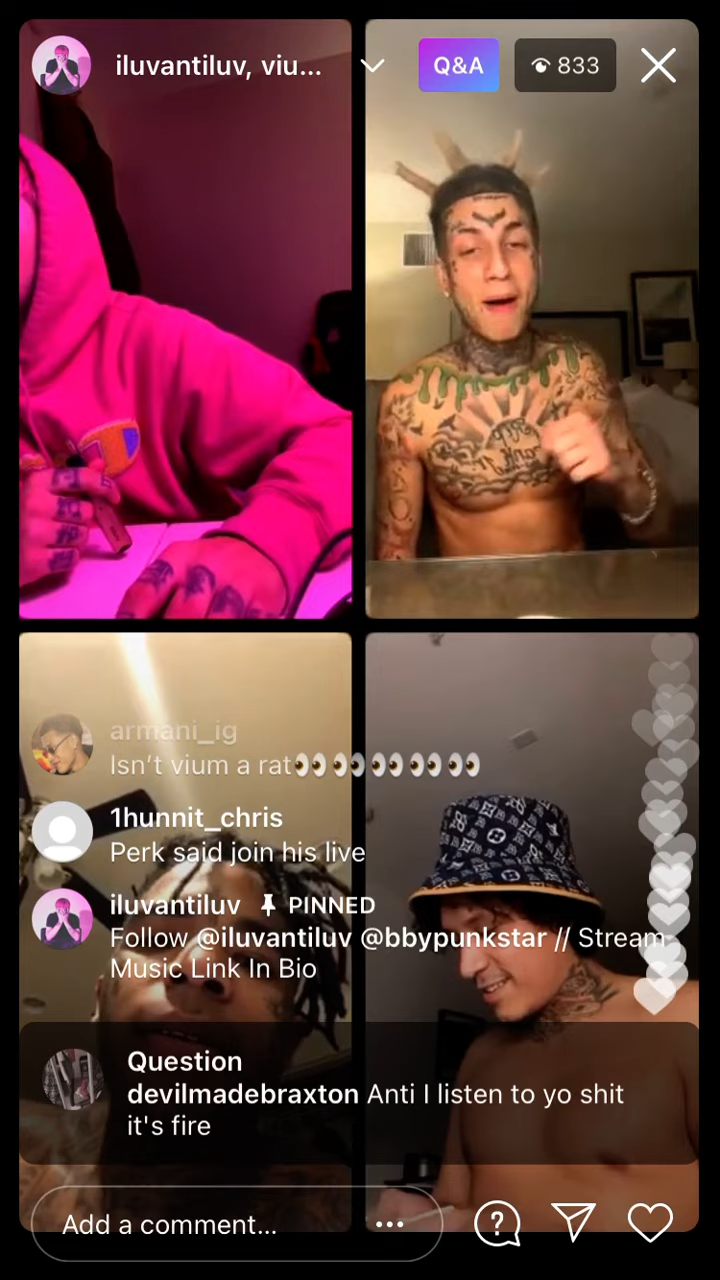 iluvantiluv, viu...
Q&A
833
armani_ig
Isn't vium a rat👀👀👀👀👀
1hunnit_chris
Perk said join his live
iluvantiluv PINNED
Follow @iluvantiluv @bbypunkstar // Stream
Music Link In Bio
Question
devilmadebraxton Anti I listen to yo shit
it's fire
Add a comment...